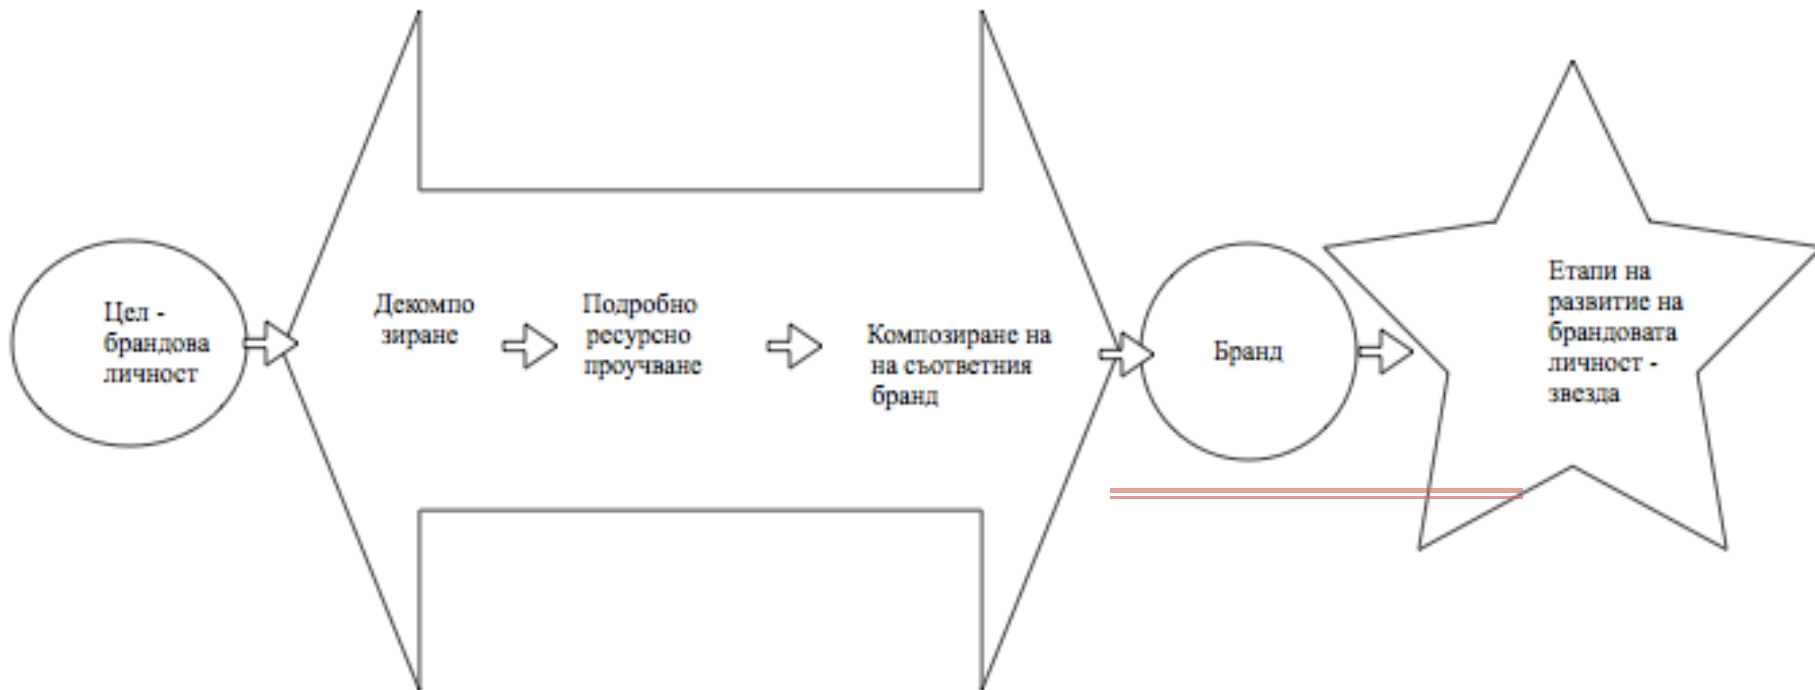 Цел -
брандова
личност
Декомпо
зиране
Подробно
ресурсно
проучване
Композиране на
на съответния
бранд
Бранд
Етапи на
развитие на
брандовата
личност -
звезда